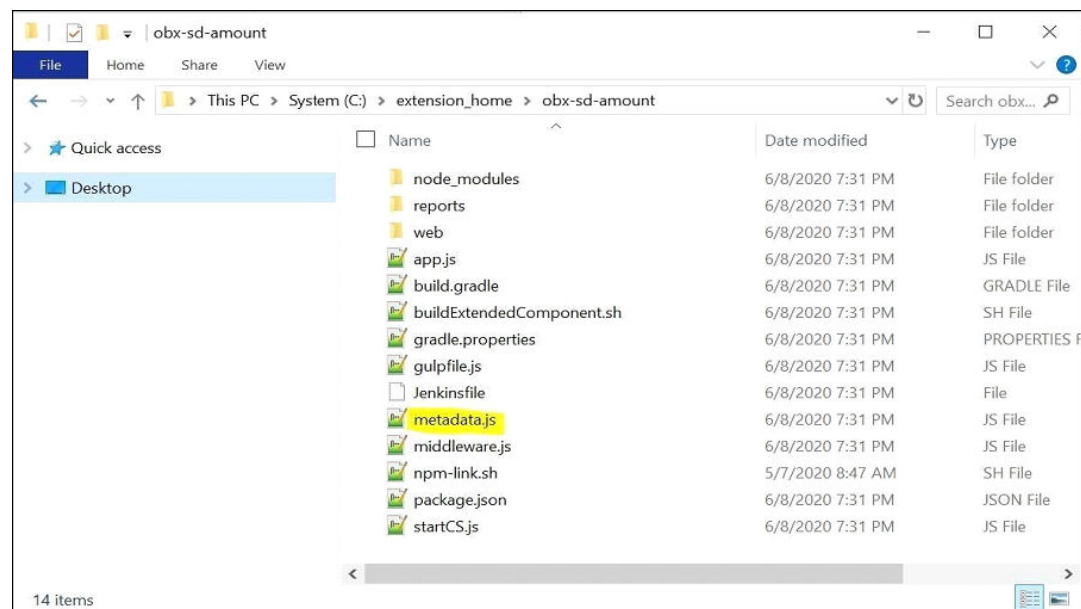 obx-sd-amount
File Home Share View
This PC > System (C:) > extension_home > obx-sd-amount Search obx...
Quick access
Desktop
Name Date modified Type
node_modules 6/8/2020 7:31 PM File folder
reports 6/8/2020 7:31 PM File folder
web 6/8/2020 7:31 PM File folder
app.js 6/8/2020 7:31 PM JS File
build.gradle 6/8/2020 7:31 PM GRADLE File
buildExtendedComponent.sh 6/8/2020 7:31 PM SH File
gradle.properties 6/8/2020 7:31 PM PROPERTIES F
gulpfile.js 6/8/2020 7:31 PM JS File
Jenkinsfile 6/8/2020 7:31 PM File
metadata.js 6/8/2020 7:31 PM JS File
middleware.js 6/8/2020 7:31 PM JS File
npm-link.sh 5/7/2020 8:47 AM SH File
package.json 6/8/2020 7:31 PM JSON File
startCS.js 6/8/2020 7:31 PM JS File
14 items